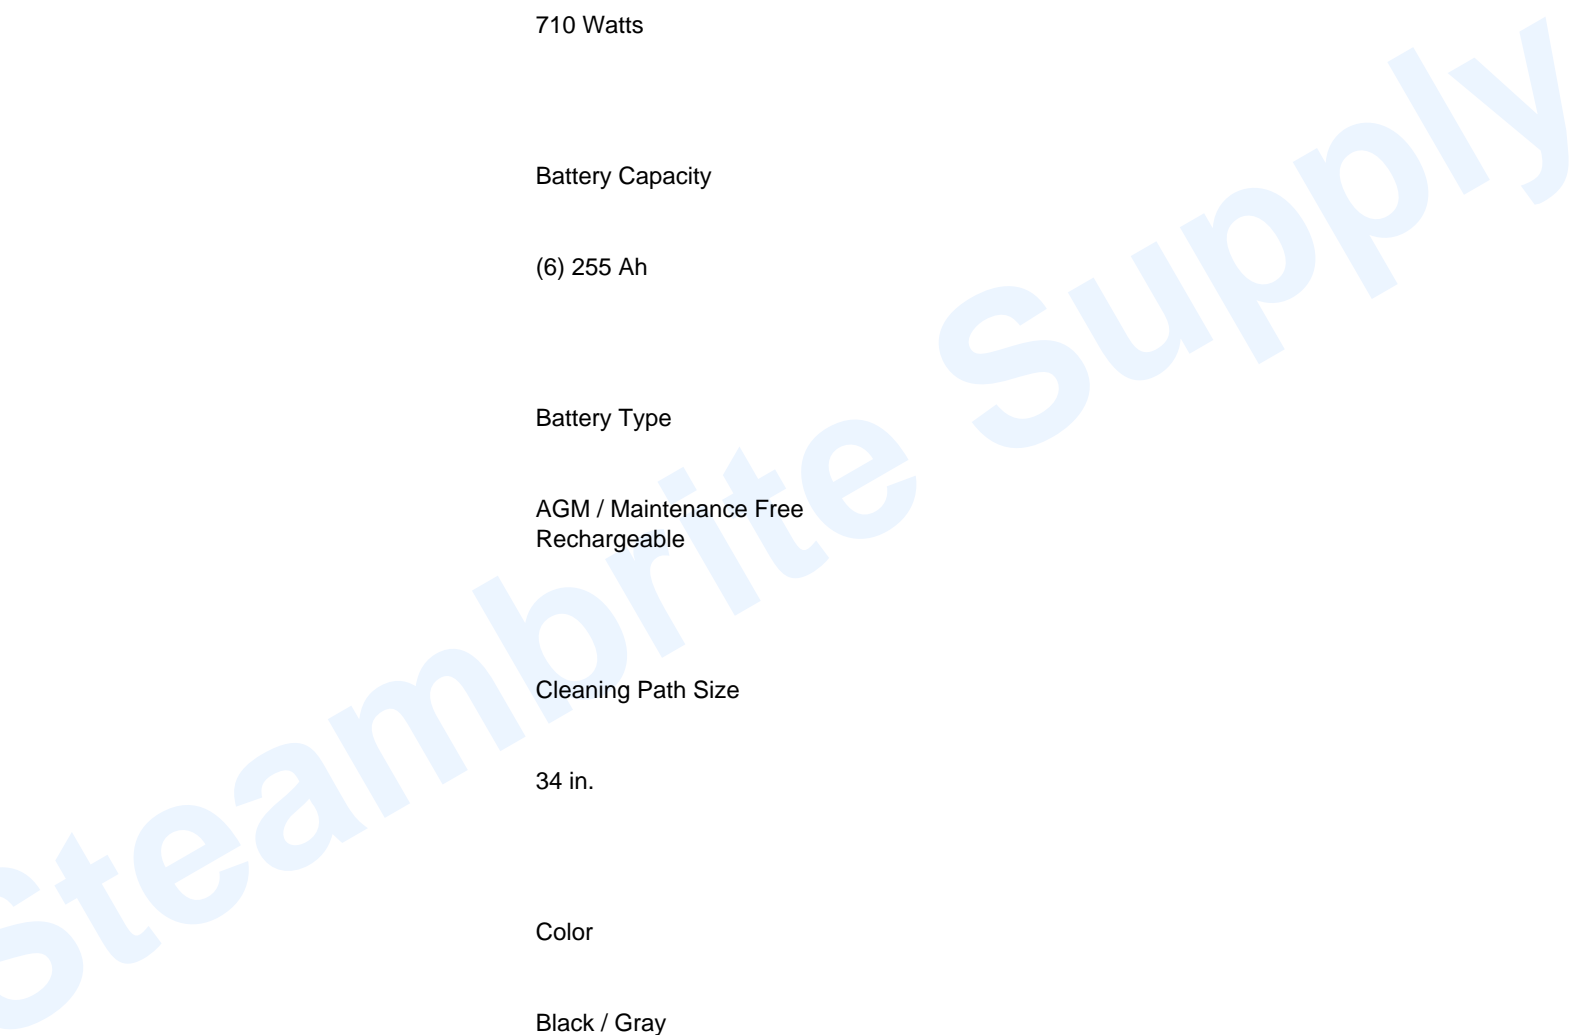 710 Watts
Battery Capacity
(6) 255 Ah
Battery Type
AGM / Maintenance Free
Rechargeable
Cleaning Path Size
34 in.
Color
Black / Gray
Steambrite Supply